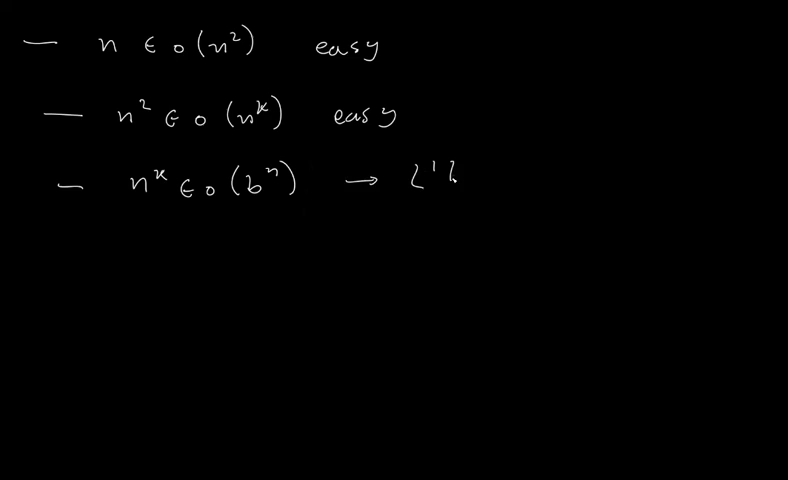 — n ∈ o(n²) easy
— n² ∈ o(nᵏ) easy
— nᵏ ∈ o(bⁿ) → L'